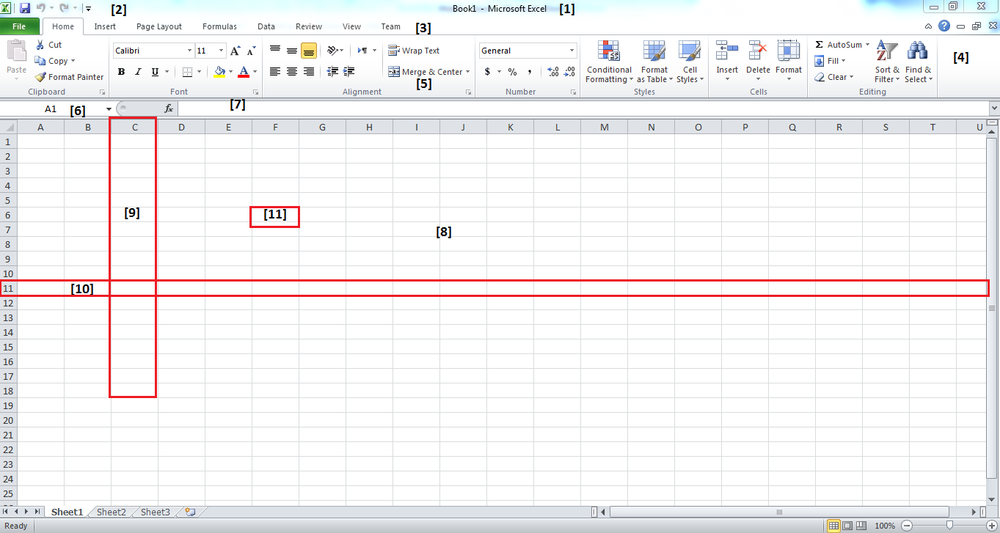 [2] Book1 - Microsoft Excel [1]
File Home Insert Page Layout Formulas Data Review View Team [3]
Paste Cut Copy Format Painter
Calibri 11
B I U A A A
Wrap Text
Merge & Center
[5]
General
$ % , .0 .00 .00 .0
Conditional Formatting Format as Table Cell Styles
Insert Delete Format
Σ AutoSum Fill Clear
Sort & Filter Find & Select
[4]
Clipboard Font Alignment Number Styles Cells Editing
A1 [6] fx [7]
A B C D E F G H I J K L M N O P Q R S T U
1
2
3
4
5
6 [9] [11]
7 [8]
8
9
10
11 [10]
12
13
14
15
16
17
18
19
20
21
22
23
24
25
Sheet1 Sheet2 Sheet3
Ready 100%